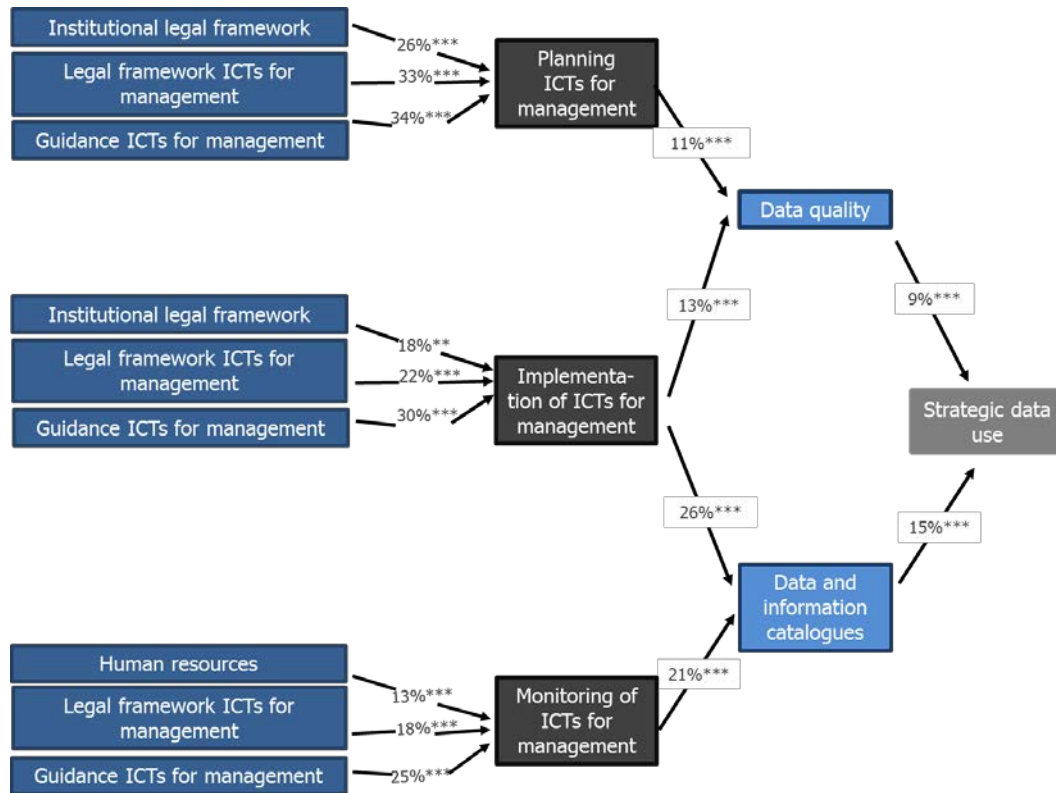 Institutional legal framework
26%***
Legal framework ICTs for
management
33%***
Guidance ICTs for management
34%***
Planning
ICTs for
management
11%***
Data quality
Institutional legal framework
18%**
Legal framework ICTs for
management
22%***
Guidance ICTs for management
30%***
Implementa-
tion of ICTs for
management
13%***
26%***
9%***
Strategic data
use
15%***
Data and
information
catalogues
Human resources
13%***
Legal framework ICTs for
management
18%***
Guidance ICTs for management
25%***
Monitoring of
ICTs for
management
21%***